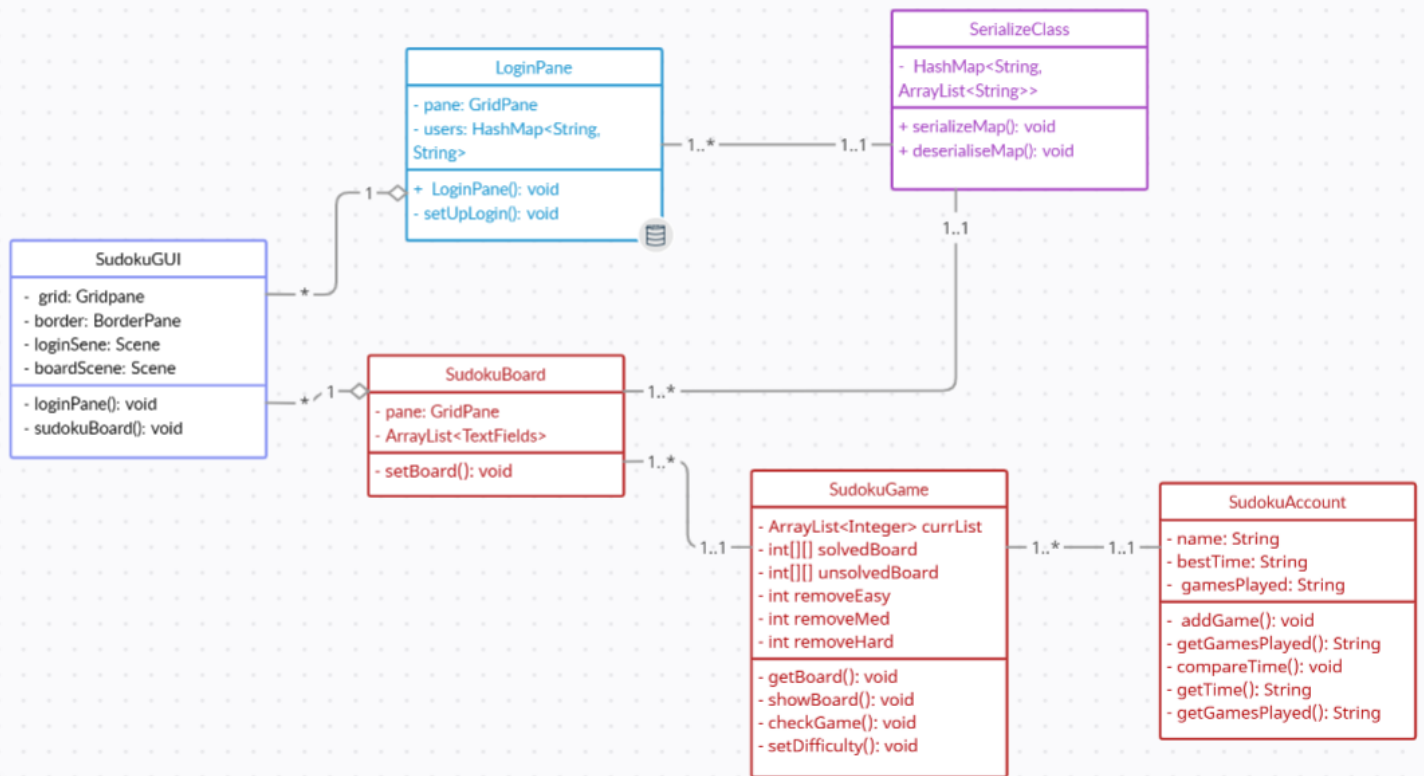 SerializeClass
- HashMap<String,
ArrayList<String>>
+ serializeMap(): void
+ deserialiseMap(): void
LoginPane
- pane: GridPane
- users: HashMap<String,
String>
+ LoginPane(): void
- setUpLogin(): void
1..*
1..1
1
*
1..1
SudokuGUI
- grid: Gridpane
- border: BorderPane
- loginSene: Scene
- boardScene: Scene
- loginPane(): void
- sudokuBoard(): void
*
1
SudokuBoard
- pane: GridPane
- ArrayList<TextFields>
- setBoard(): void
1..*
1..*
1..1
SudokuGame
- ArrayList<Integer> currList
- int[][] solvedBoard
- int[][] unsolvedBoard
- int removeEasy
- int removeMed
- int removeHard
- getBoard(): void
- showBoard(): void
- checkGame(): void
- setDifficulty(): void
1..*
1..1
SudokuAccount
- name: String
- bestTime: String
- gamesPlayed: String
- addGame(): void
- getGamesPlayed(): String
- compareTime(): void
- getTime(): String
- getGamesPlayed(): String